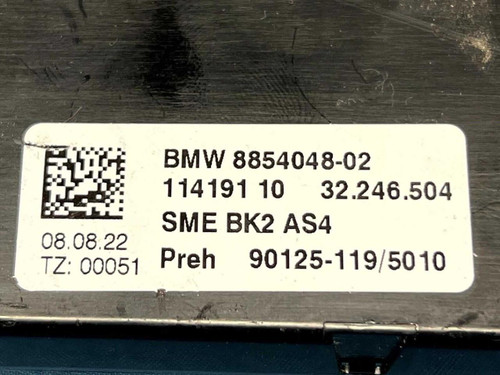 BMW 8854048-02
114191 10 32.246.504
SME BK2 AS4
Preh 90125-119/5010
08.08.22
TZ: 00051